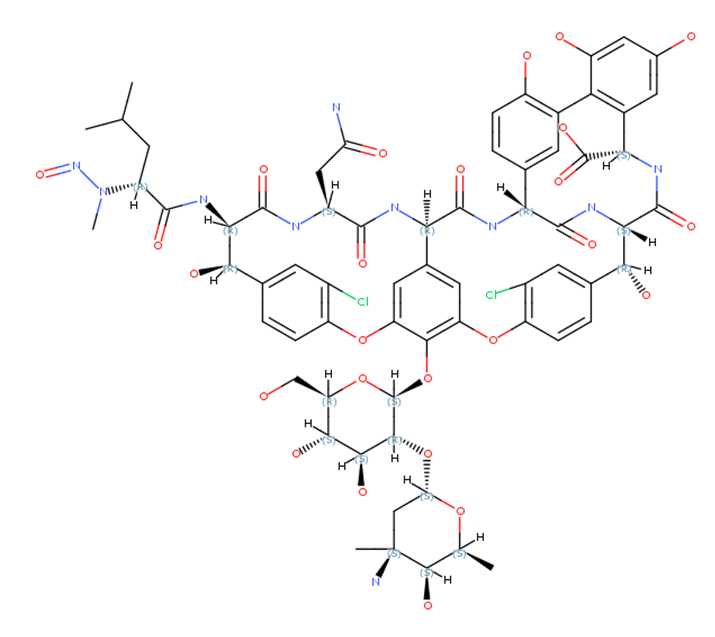 O O
O
N
O
O (S)
N O O H N
O O
N (R) H H H
H N N N N
H (S) (R) O
(R) N N (S) O
O O O H
O (R) (R) H
H
Cl Cl O
O O
H O H O
O (R) (S)
H
(S) (R)
O H (S) H O
H
O (S) O
H
(S) (S)
(S) H
N
O